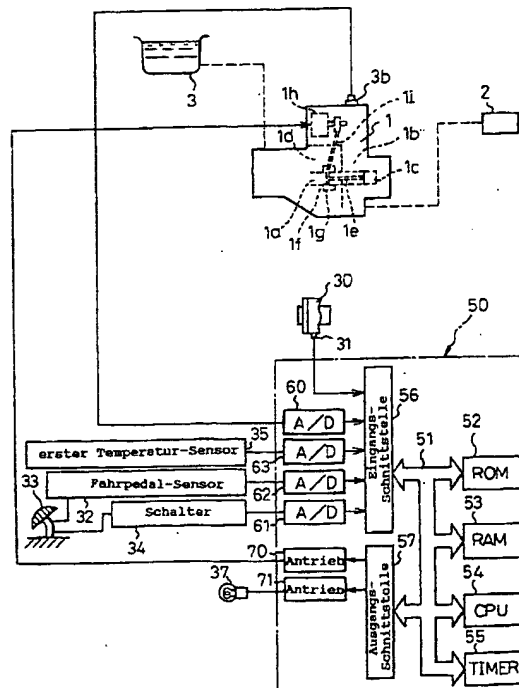 3b
3
1h
1i
1
2
1d
1b
1a
1c
1f
1g
1e
30
50
31
60
56
A/D
Eingangs-
Schnittstelle
51
52
ROM
erster Temperatur-Sensor
35
63
A/D
33
Fahrpedal-Sensor
32
62
A/D
53
RAM
Schalter
34
61
A/D
57
54
70
Antrieb
Ausgangs-
Schnittstolle
CPU
37
71
Antrieb
55
TIMER